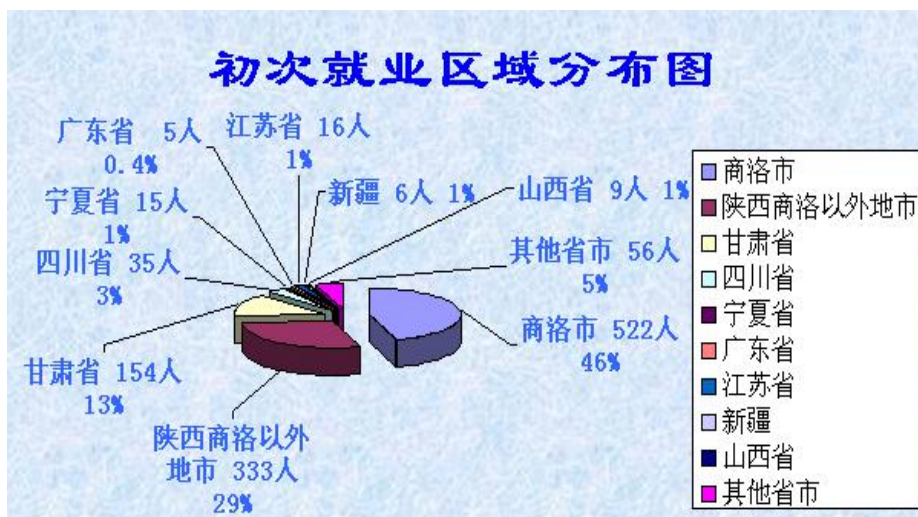 初次就业区域分布图
广东省 5人
0.4%
江苏省 16人
1%
宁夏省 15人
1%
新疆 6人 1%
山西省 9人 1%
四川省 35人
3%
其他省市 56人
5%
商洛市 522人
46%
甘肃省 154人
13%
陕西商洛以外
地市 333人
29%
商洛市
陕西商洛以外地市
甘肃省
四川省
宁夏省
广东省
江苏省
新疆
山西省
其他省市